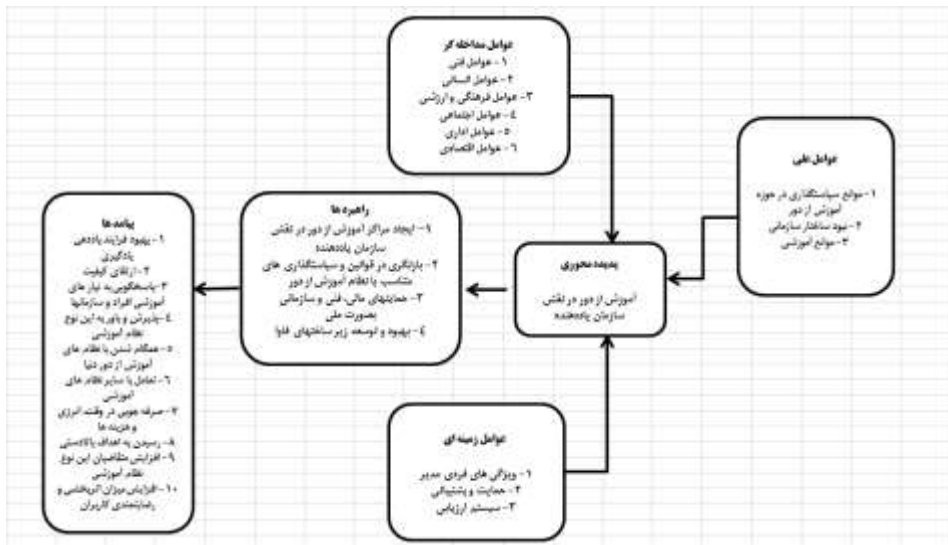 عوامل مداخله گر
۱- عوامل فنی
۲- عوامل انسانی
۳- عوامل فرهنگی و ارزشی
٤- عوامل اجتماعی
۵- عوامل اداری
٦- عوامل اقتصادی
عوامل علی
۱- موانع سیاستگذاری در حوزه
آموزش از دور
۲- نبود ساختار سازمانی
۳- موانع آموزشی
پدیده محوری
آموزش از دور در نقش
سازمان یاددهنده
عوامل زمینه ای
۱- ویژگی های فردی مدیر
۲- حمایت و پشتیبانی
۳- سیستم ارزیابی
راهبردها
۱- ایجاد مراکز آموزش از دور در نقش
سازمان یاددهنده
۲- بازنگری در قوانین و سیاستگذاری های
متناسب با نظام آموزش از دور
۳- حمایتهای مالی، فنی و سازمانی
بصورت ملی
٤- بهبود و توسعه زیر ساختهای فاوا
پیامدها
۱- بهبود فرایند یاددهی
یادگیری
۲- ارتقای کیفیت
۳- پاسخگویی به نیاز های
آموزشی افراد و سازمانها
٤- پذیرش و باور به این نوع
نظام آموزشی
۵- همگام شدن با نظام های
آموزش از دور دنیا
٦- تعامل با سایر نظام های
آموزشی
۷- صرفه جویی در وقت، انرژی
و هزینه ها
۸- رسیدن به اهداف بالادستی
۹- افزایش متقاضیان این نوع
نظام آموزشی
۱۰- افزایش میزان اثربخشی و
رضایتمندی کاربران